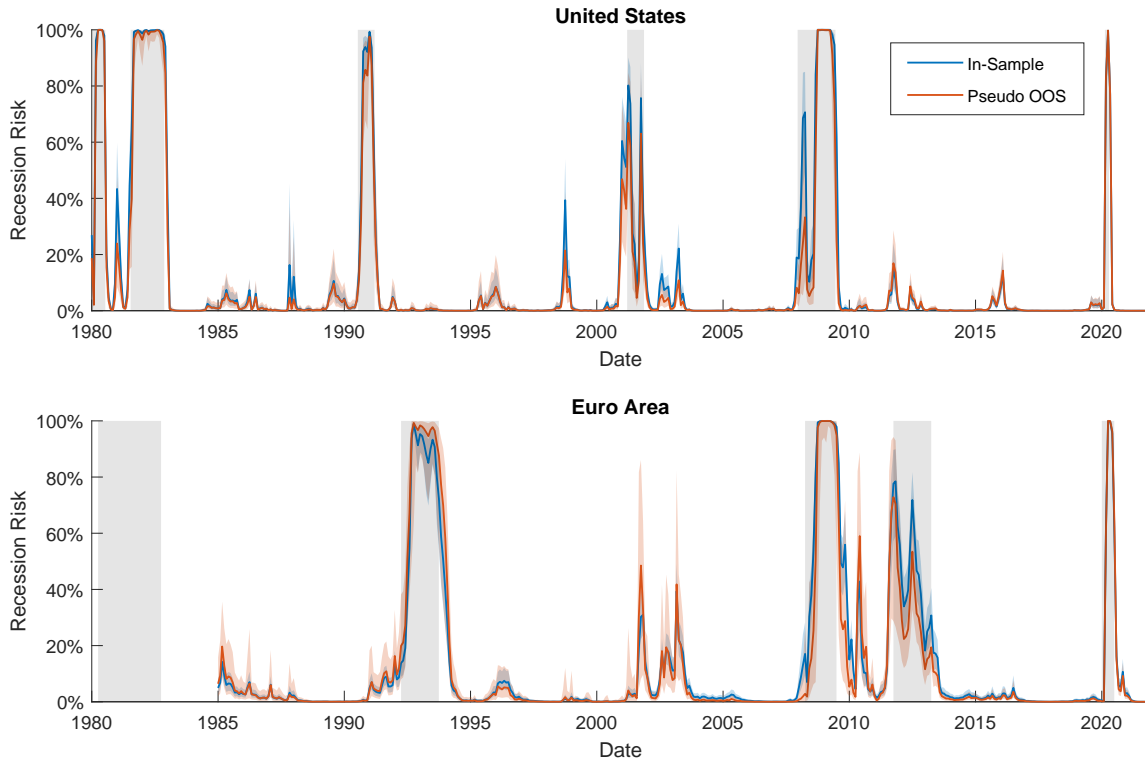 United States
100%
80%
60%
40%
20%
0%
Recession Risk
In-Sample
Pseudo OOS
1980 1985 1990 1995 2000 2005 2010 2015 2020
Date
Euro Area
100%
80%
60%
40%
20%
0%
Recession Risk
1980 1985 1990 1995 2000 2005 2010 2015 2020
Date